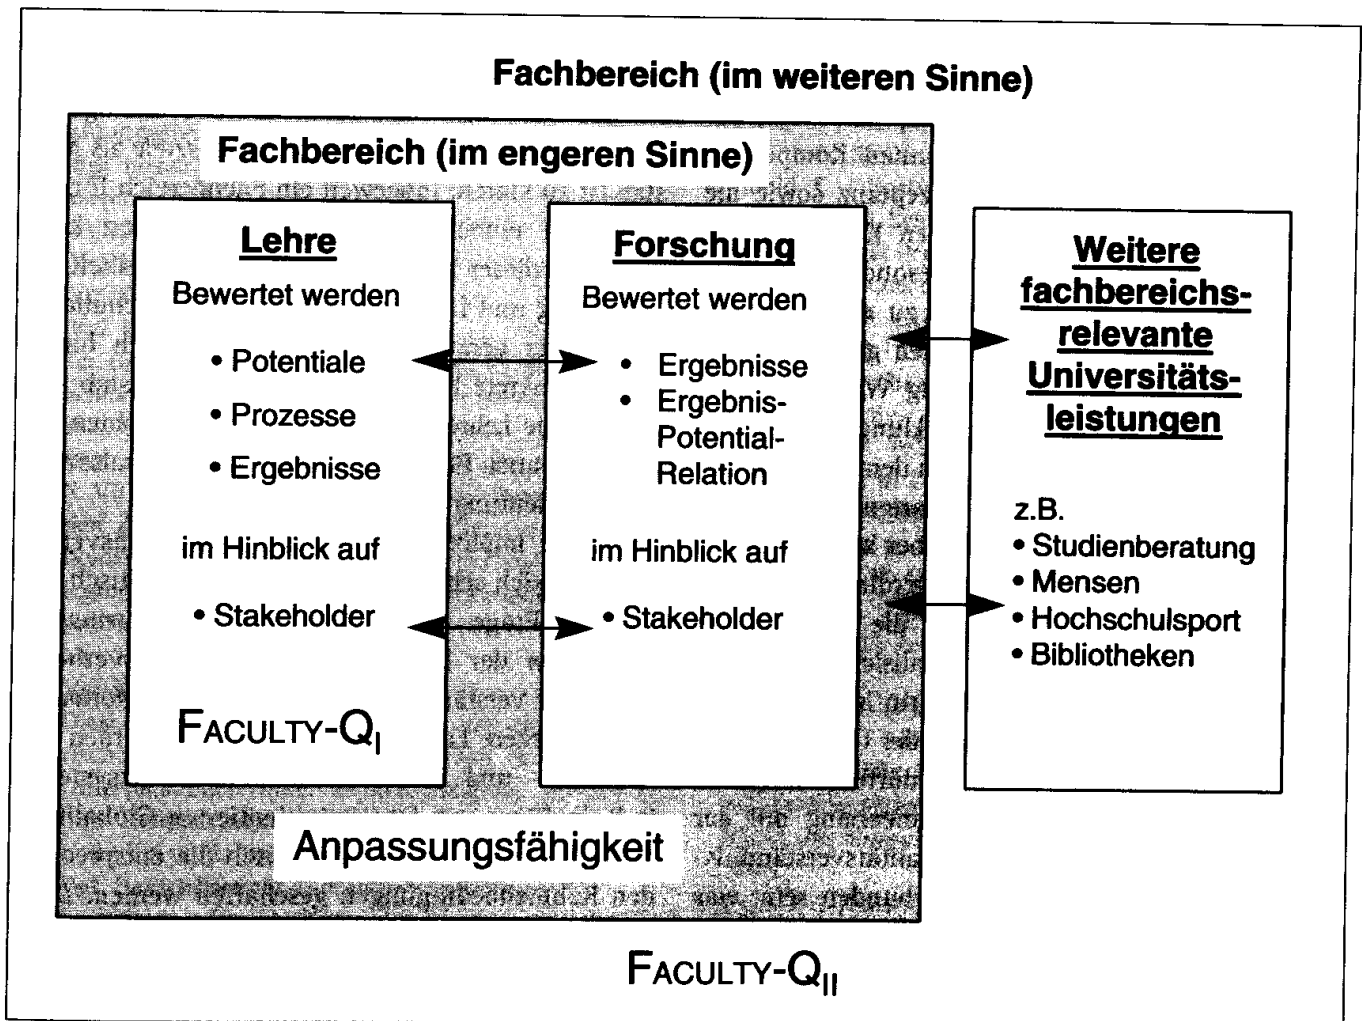 Fachbereich (im weiteren Sinne)
Fachbereich (im engeren Sinne)
Lehre
Bewertet werden
• Potentiale
• Prozesse
• Ergebnisse
im Hinblick auf
• Stakeholder
FACULTY-Q_I
Forschung
Bewertet werden
• Ergebnisse
• Ergebnis-
Potential-
Relation
im Hinblick auf
• Stakeholder
Anpassungsfähigkeit
Weitere
fachbereichs-
relevante
Universitäts-
leistungen
z.B.
• Studienberatung
• Mensen
• Hochschulsport
• Bibliotheken
FACULTY-Q_II